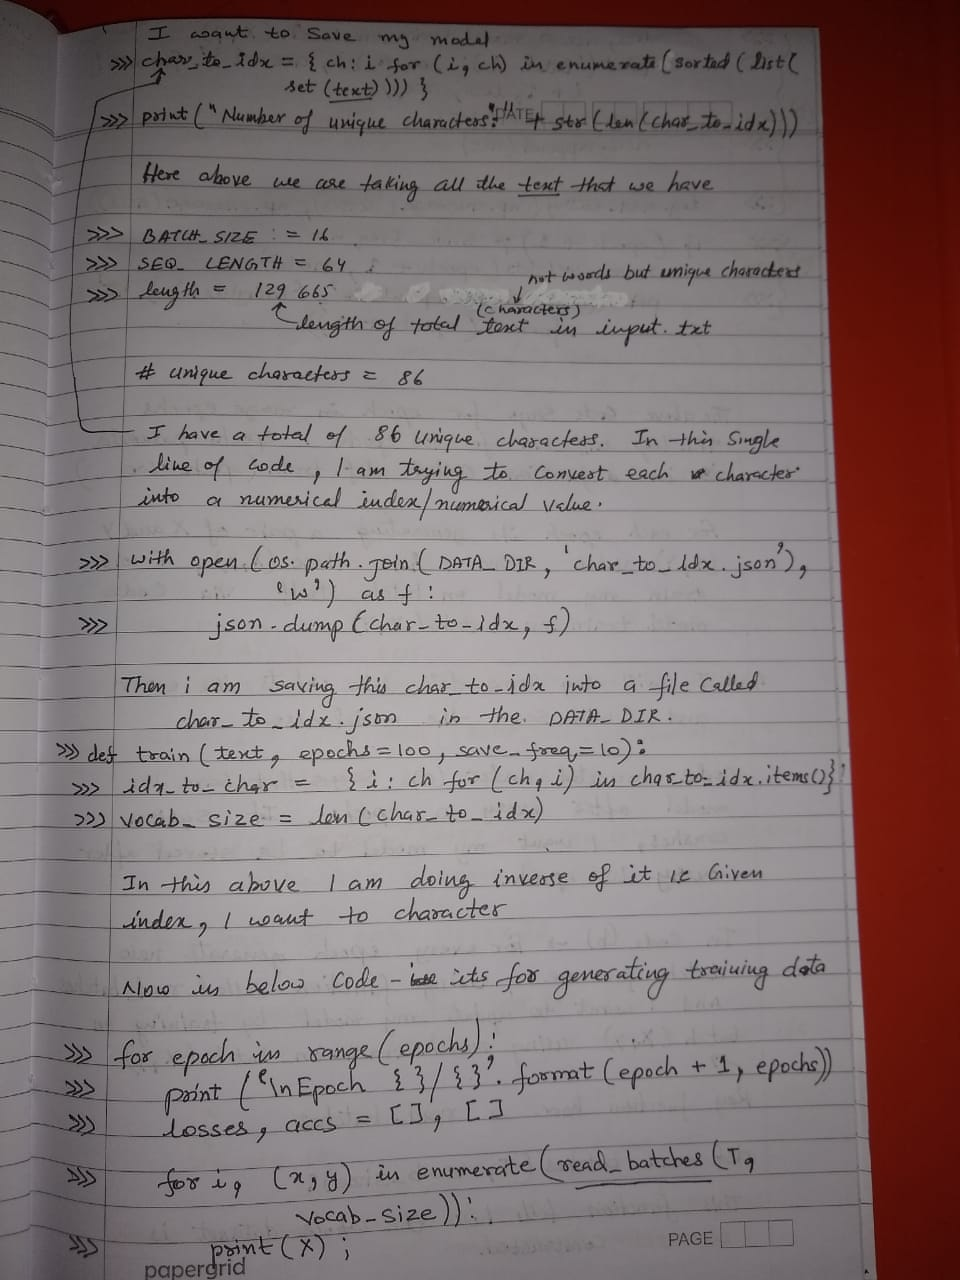 I want to save my model
>>> char_to_idx = { ch: i for (i, ch) in enumerate(sorted(list(
set (text)))) }
>>> print("Number of unique characters:" + str(len(char_to_idx)))
DATE
Here above we are taking all the text that we have
>>> BATCH_SIZE : = 16
>>> SEQ_LENGTH = 64
not words but unique characters
>>> length = 129 665
(characters)
length of total text in input.txt
# unique characters = 86
I have a total of 86 unique characters. In this single
line of code, I am trying to convert each character
into a numerical index/numerical value.
>>> with open (os.path.join( DATA_DIR, 'char_to_idx.json'),
'w') as f:
>>> json.dump(char_to_idx, f)
Then i am saving this char_to_idx into a file called
char_to_idx.json in the DATA_DIR.
>>> def train(text, epochs=100, save_freq=10):
>>> idx_to_char = { i: ch for (ch, i) in char_to_idx.items()}
>>> vocab_size = len(char_to_idx)
In this above I am doing inverse of it ie Given
index, I want to character
Now in below code - its for generating training data
>>> for epoch in range(epochs):
>>> print ('\nEpoch {}/{}'.format(epoch + 1, epochs))
>>> losses, accs = [], []
>>> for i, (x, y) in enumerate(read_batches(T,
vocab_size)):
>>> print(X);
PAGE
papergrid